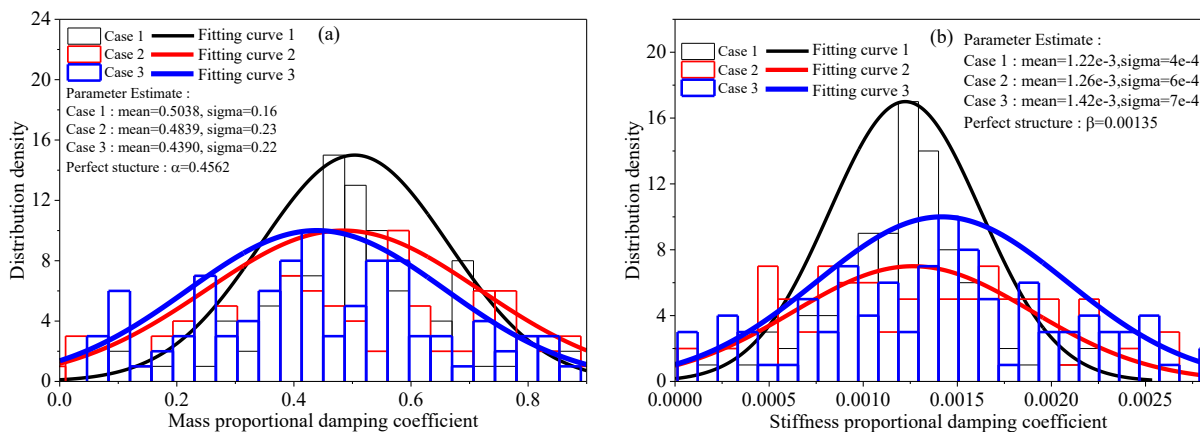 24
20
16
12
8
4
0
Distribution density
(a)
Case 1
Fitting curve 1
Case 2
Fitting curve 2
Case 3
Fitting curve 3
Parameter Estimate :
Case 1 : mean=0.5038, sigma=0.16
Case 2 : mean=0.4839, sigma=0.23
Case 3 : mean=0.4390, sigma=0.22
Perfect stucture : α=0.4562
0.0 0.2 0.4 0.6 0.8
Mass proportional damping coefficient
20
16
12
8
4
0
Distribution density
(b)
Case 1
Fitting curve 1
Case 2
Fitting curve 2
Case 3
Fitting curve 3
Parameter Estimate :
Case 1 : mean=1.22e-3,sigma=4e-4
Case 2 : mean=1.26e-3,sigma=6e-4
Case 3 : mean=1.42e-3,sigma=7e-4
Perfect structure : β=0.00135
0.0000 0.0005 0.0010 0.0015 0.0020 0.0025
Stiffness proportional damping coefficient